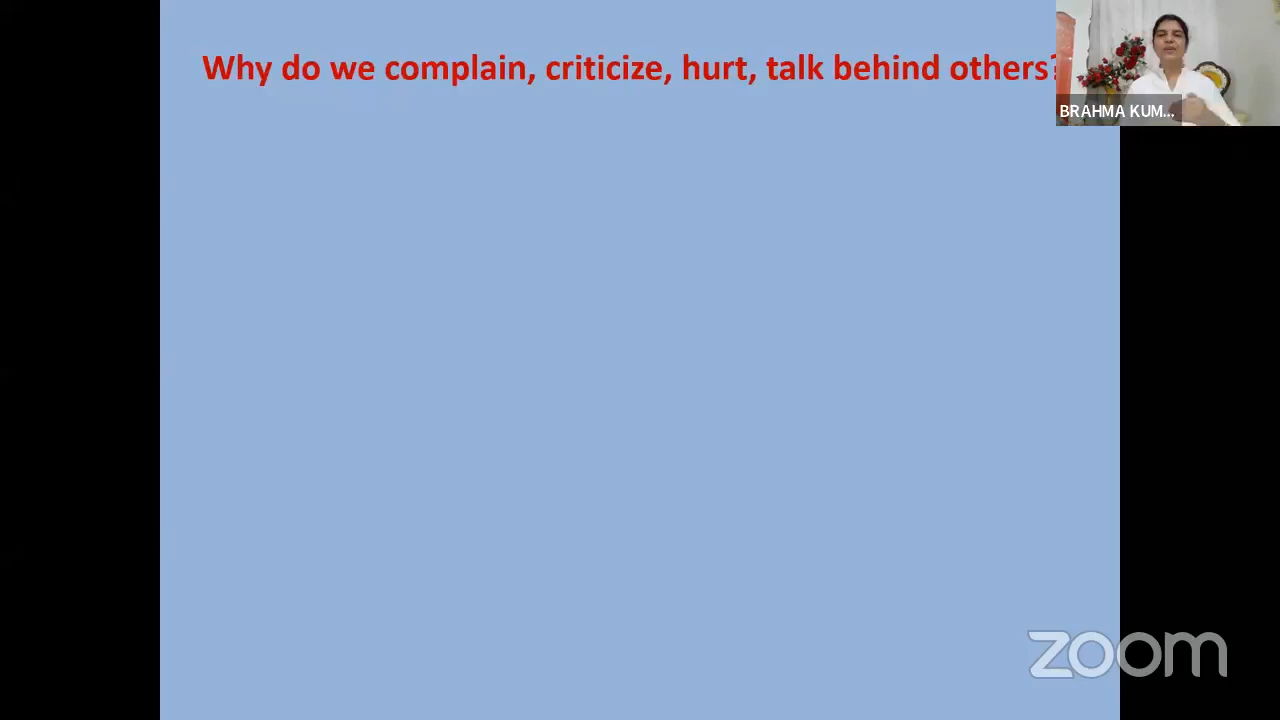 Why do we complain, criticize, hurt, talk behind others?
BRAHMA KUM...
zoom